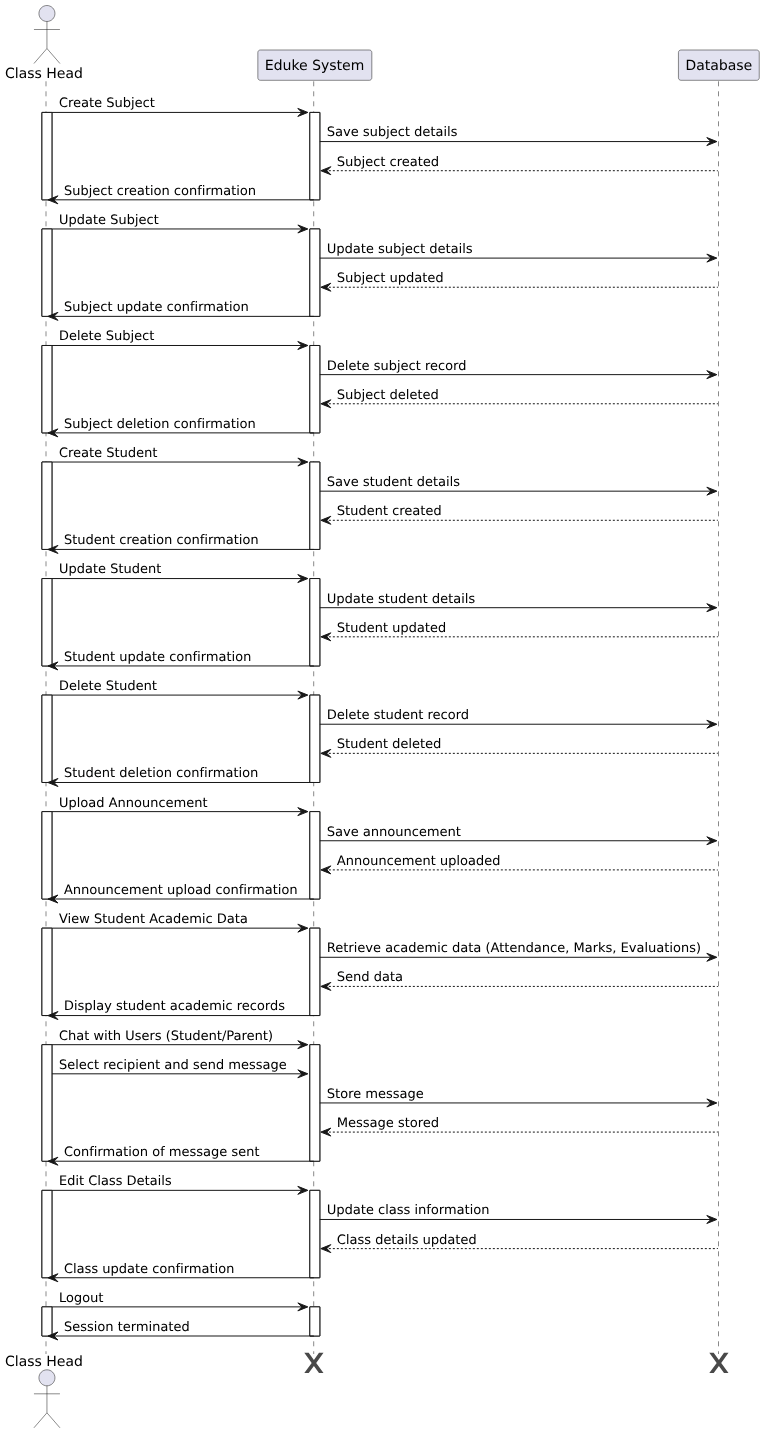 Class Head
Eduke System
Database
Create Subject
Save subject details
Subject created
Subject creation confirmation
Update Subject
Update subject details
Subject updated
Subject update confirmation
Delete Subject
Delete subject record
Subject deleted
Subject deletion confirmation
Create Student
Save student details
Student created
Student creation confirmation
Update Student
Update student details
Student updated
Student update confirmation
Delete Student
Delete student record
Student deleted
Student deletion confirmation
Upload Announcement
Save announcement
Announcement uploaded
Announcement upload confirmation
View Student Academic Data
Retrieve academic data (Attendance, Marks, Evaluations)
Send data
Display student academic records
Chat with Users (Student/Parent)
Select recipient and send message
Store message
Message stored
Confirmation of message sent
Edit Class Details
Update class information
Class details updated
Class update confirmation
Logout
Session terminated
Class Head